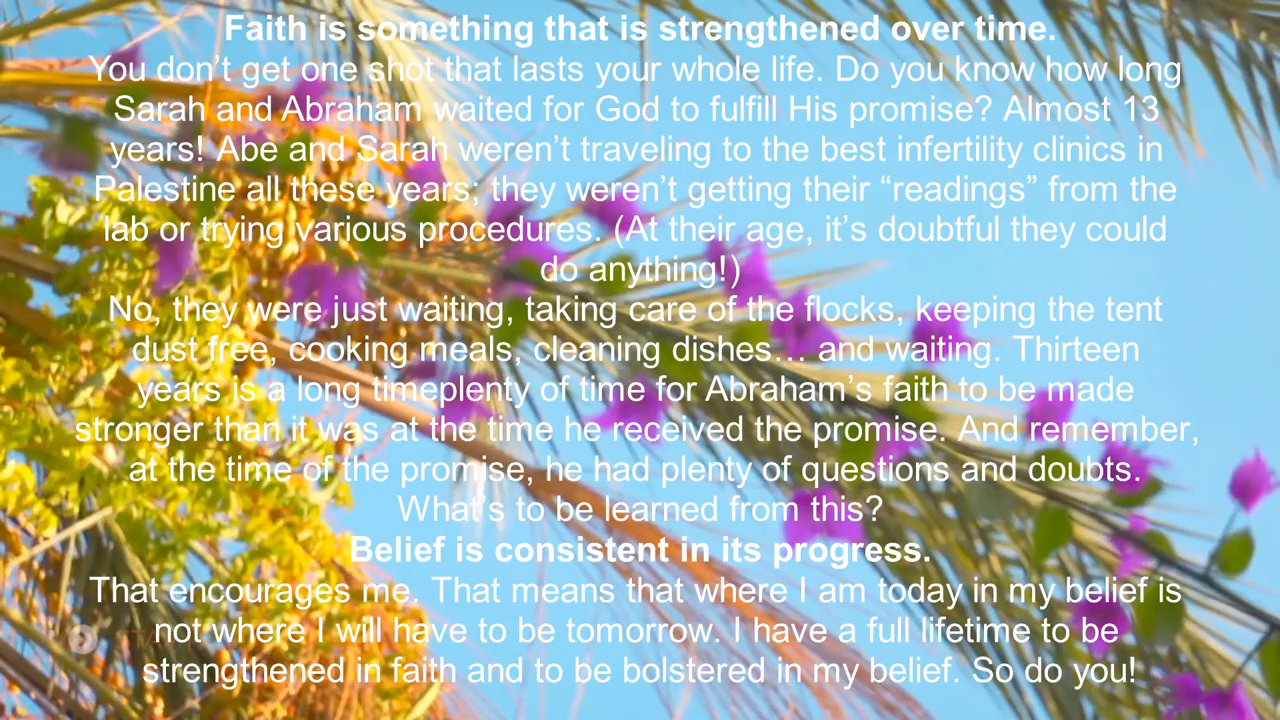 Faith is something that is strengthened over time.
You don’t get one shot that lasts your whole life. Do you know how long
Sarah and Abraham waited for God to fulfill His promise? Almost 13
years! Abe and Sarah weren’t traveling to the best infertility clinics in
Palestine all these years; they weren’t getting their “readings” from the
lab or trying various procedures. (At their age, it’s doubtful they could
do anything!)
No, they were just waiting, taking care of the flocks, keeping the tent
dust free, cooking meals, cleaning dishes… and waiting. Thirteen
years is a long timeplenty of time for Abraham’s faith to be made
stronger than it was at the time he received the promise. And remember,
at the time of the promise, he had plenty of questions and doubts.
What’s to be learned from this?
Belief is consistent in its progress.
That encourages me. That means that where I am today in my belief is
not where I will have to be tomorrow. I have a full lifetime to be
strengthened in faith and to be bolstered in my belief. So do you!